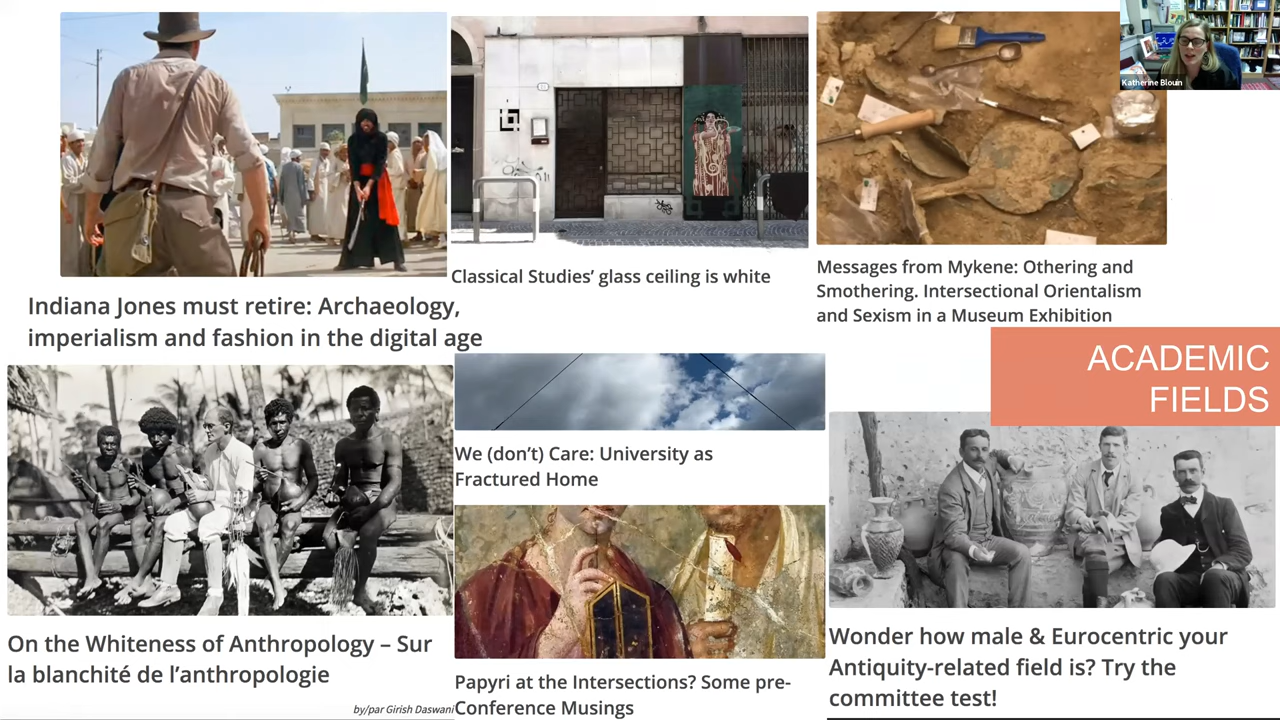 Katherine Blouin
Indiana Jones must retire: Archaeology,
imperialism and fashion in the digital age
Classical Studies’ glass ceiling is white
Messages from Mykene: Othering and
Smothering. Intersectional Orientalism
and Sexism in a Museum Exhibition
ACADEMIC
FIELDS
On the Whiteness of Anthropology – Sur
la blanchité de l’anthropologie
by/par Girish Daswani
We (don’t) Care: University as
Fractured Home
Papyri at the Intersections? Some pre-
Conference Musings
Wonder how male & Eurocentric your
Antiquity-related field is? Try the
committee test!